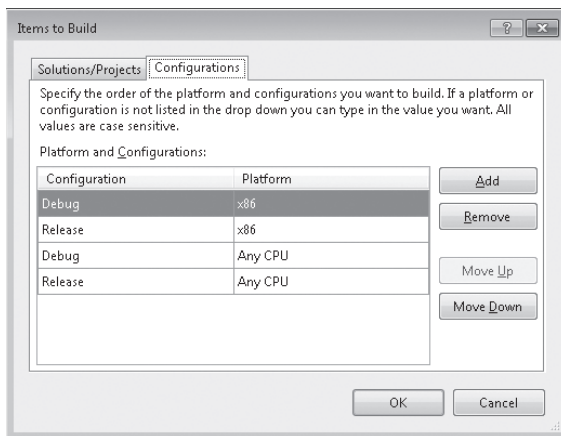 Items to Build
?
Solutions/Projects
Configurations
Specify the order of the platform and configurations you want to build. If a platform or
configuration is not listed in the drop down you can type in the value you want. All
values are case sensitive.
Platform and Configurations:
Configuration Platform
Debug x86
Release x86
Debug Any CPU
Release Any CPU
Add
Remove
Move Up
Move Down
OK
Cancel